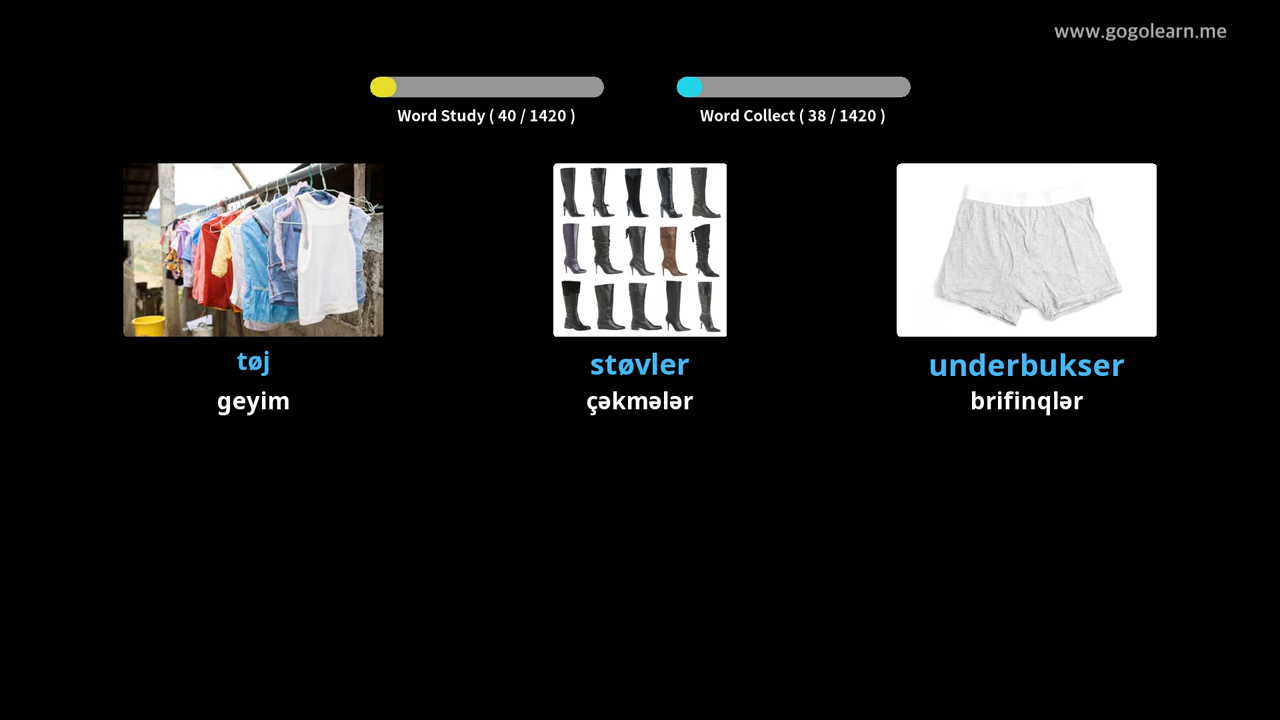 www.gogolearn.me
Word Study ( 40 / 1420 )
Word Collect ( 38 / 1420 )
tøj
geyim
støvler
çəkmələr
underbukser
brifinqlər